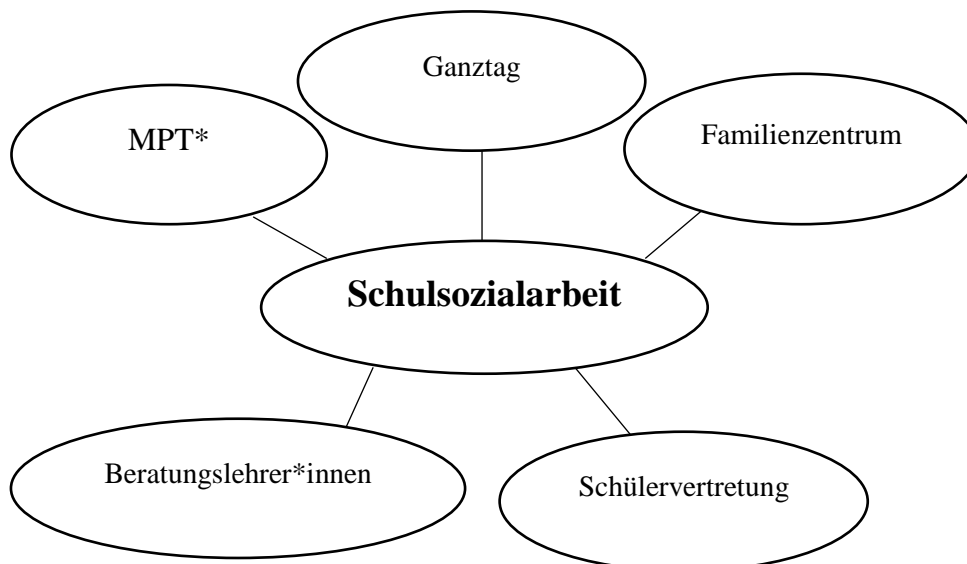 Ganztag
MPT*
Familienzentrum
Schulsozialarbeit
Beratungslehrer*innen
Schülervertretung